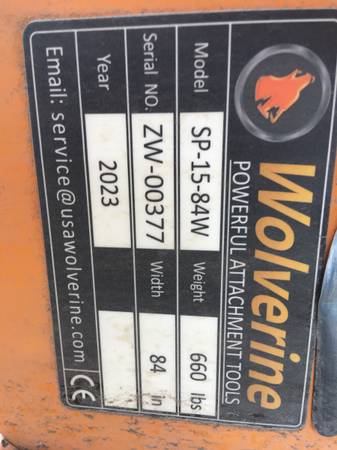 Wolverine
POWERFUL ATTACHMENT TOOLS
Model SP-15-84W Weight 660 lbs
Serial NO. ZW-00377 Width 84 in
Year 2023
Email: service@usawolverine.com CE